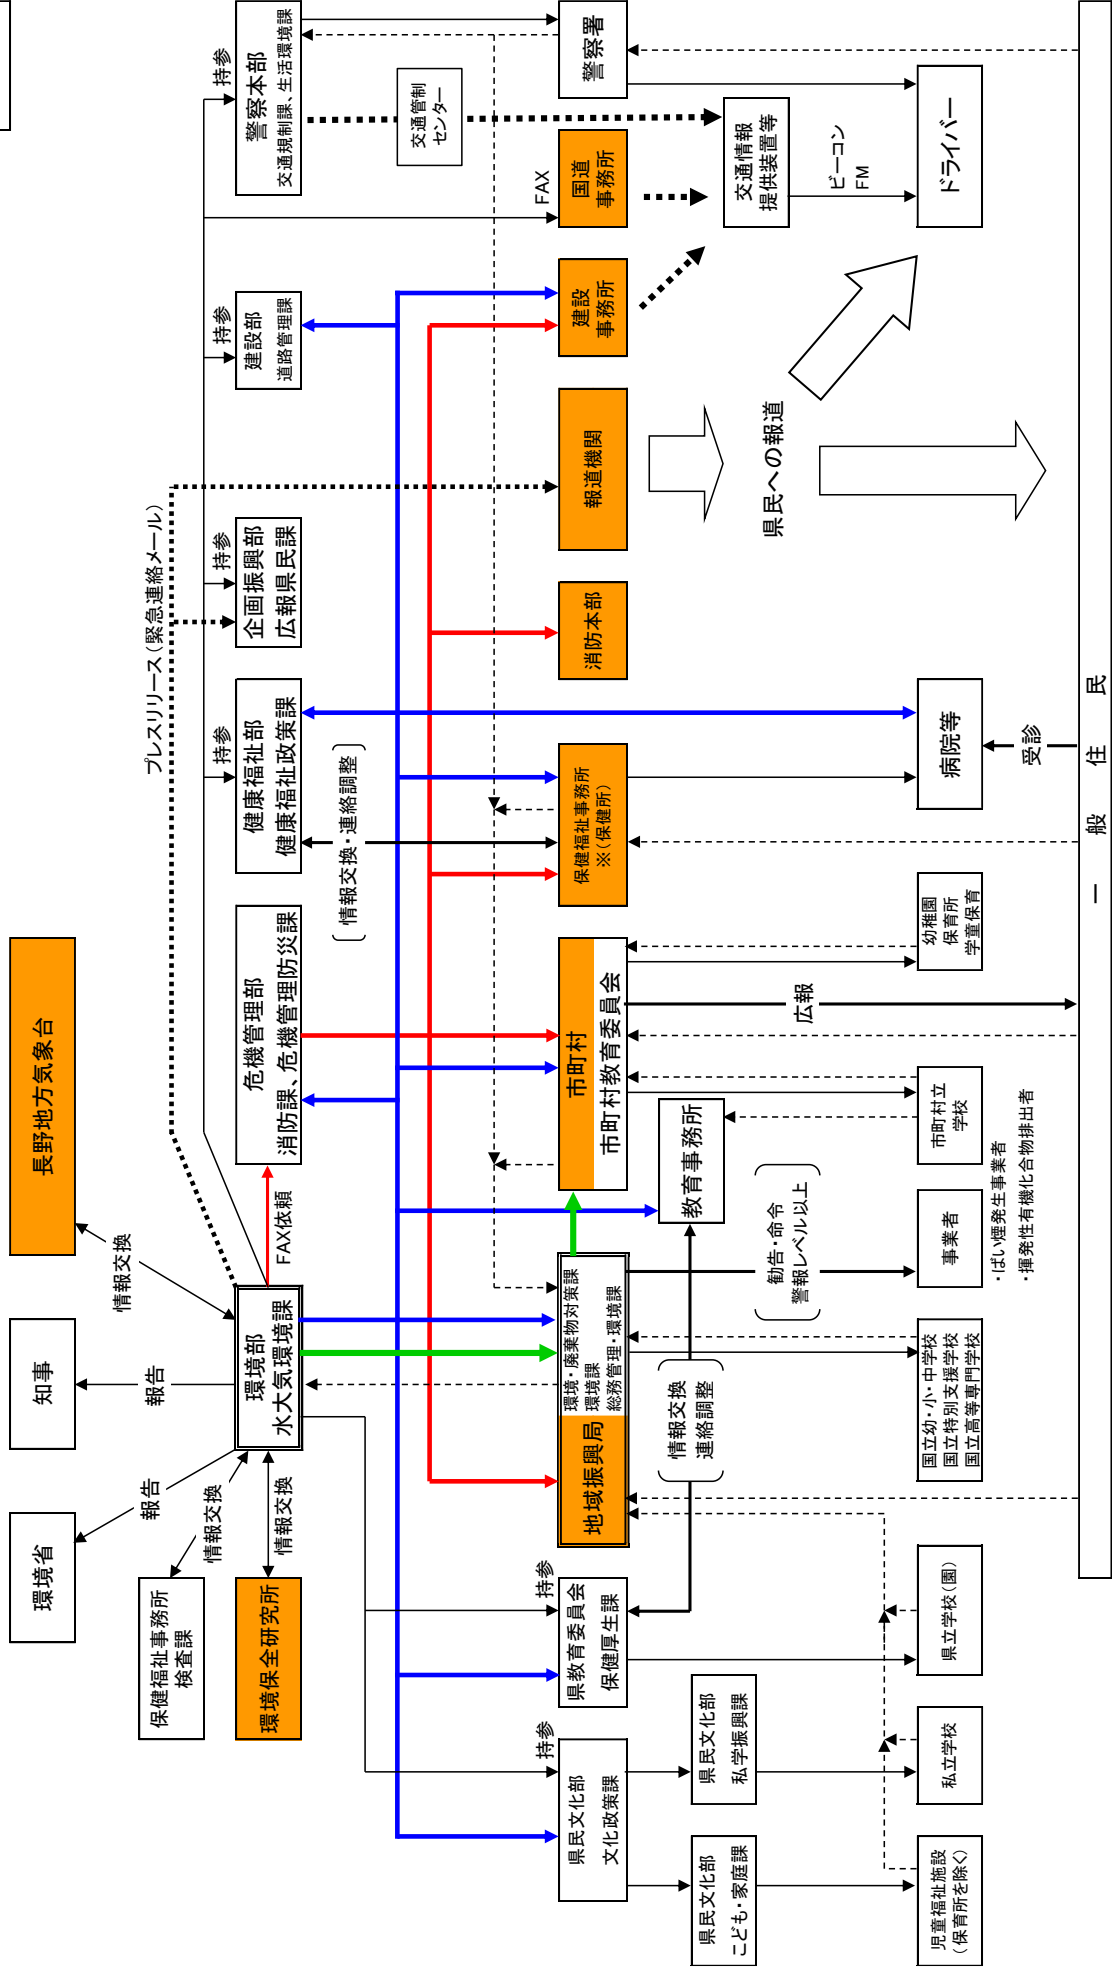 環境省
知事
長野地方気象台
報告
報告
情報交換
情報交換
情報交換
保健福祉事務所
検査課
環境保全研究所
環境部
水大気環境課
FAX依頼
プレスリリース（緊急連絡メール）
危機管理部
消防課、危機管理防災課
持参
健康福祉部
健康福祉政策課
持参
企画振興部
広報県民課
持参
建設部
道路管理課
持参
警察本部
交通規制課、生活環境課
（情報交換・連絡調整）
交通管制
センター
FAX
持参
県民文化部
文化政策課
持参
県教育委員会
保健厚生課
地域振興局
環境・廃棄物対策課
環境課
総務管理・環境課
市町村
市町村教育委員会
保健福祉事務所
※（保健所）
消防本部
報道機関
建設
事務所
国道
事務所
警察署
県民文化部
こども・家庭課
県民文化部
私学振興課
情報交換
連絡調整
教育事務所
勧告・命令
警報レベル以上
広報
県民への報道
交通情報
提供装置等
ビーコン
FM
児童福祉施設
（保育所を除く）
私立学校
県立学校（園）
国立幼・小・中学校
国立特別支援学校
国立高等専門学校
事業者
・ばい煙発生事業者
・揮発性有機化合物排出者
市町村立
学校
幼稚園
保育所
学童保育
病院等
受診
ドライバー
一般住民